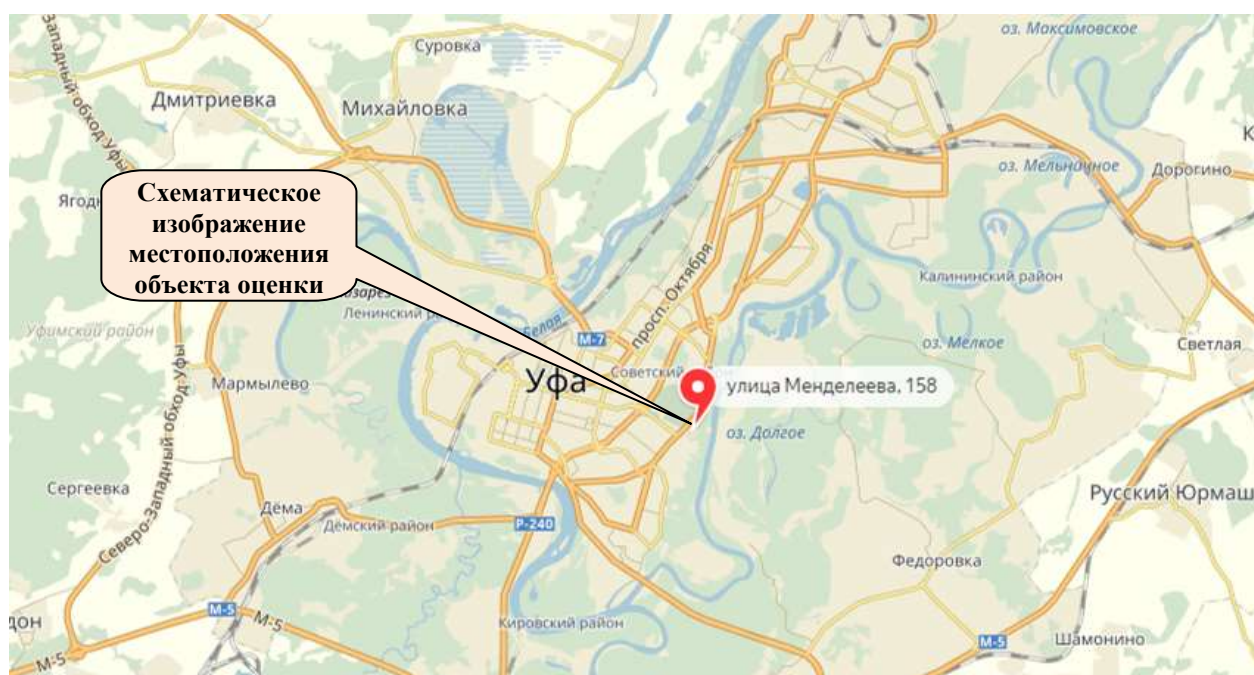 оз. Максимовское
Суровка
Западный обход Уфы
Дмитриевка
Михайловка
оз. Мельничное
Дорогино
Схематическое
изображение
местоположения
объекта оценки
просп. Октября
Калининский район
Ленинский
Белая
Уфимский район
М-7
оз. Мелкое
Светлая
Уфа
Советский
Мармылево
улица Менделеева, 158
оз. Долгое
Северо-Западный обход Уфы
Сергеевка
Русский Юрмаш
Дёма
Дёмский район
Р-240
Федоровка
М-5
М-5
Кировский район
М-5
Шамонино
М-5